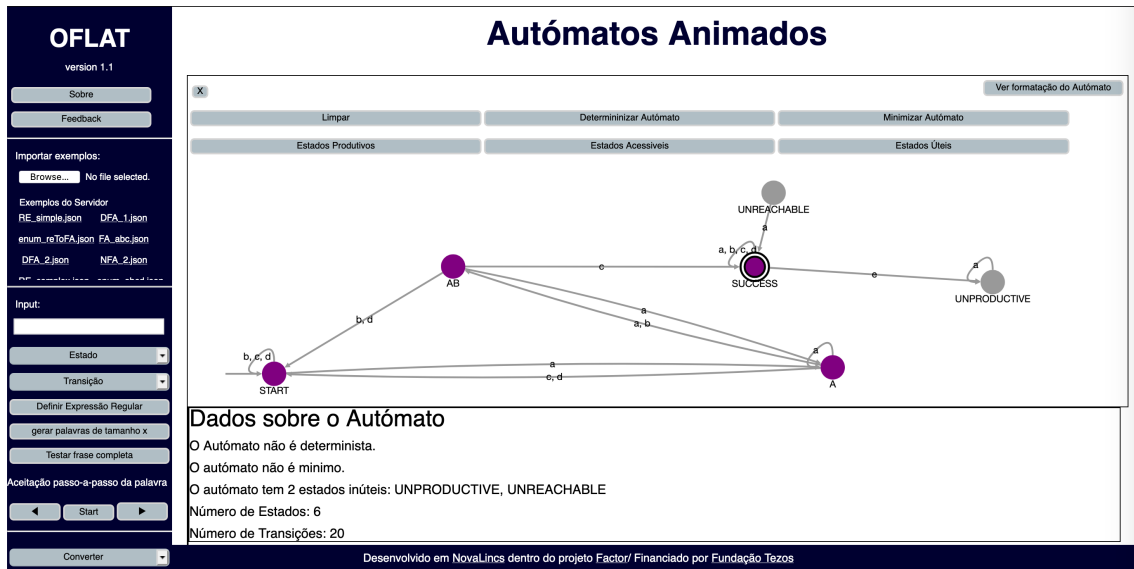 OFLAT
version 1.1
Sobre
Feedback
Importar exemplos:
Browse... No file selected.
Exemplos do Servidor
RE_simple.json DFA_1.json
enum_reToFA.json FA_abc.json
DFA_2.json NFA_2.json
Input:
Estado
Transição
Definir Expressão Regular
gerar palavras de tamanho x
Testar frase completa
Aceitação passo-a-passo da palavra
Start
Converter
Autómatos Animados
X
Ver formatação do Autómato
Limpar Determininizar Autómato Minimizar Autómato
Estados Produtivos Estados Acessiveis Estados Úteis
UNREACHABLE
a
a, b, c, d
SUCCESS
c
AB
e
a
UNPRODUCTIVE
a
a, b
b, d
b, c, d
START
a
c, d
a
A
Dados sobre o Autómato
O Autómato não é determinista.
O autómato não é minimo.
O autómato tem 2 estados inúteis: UNPRODUCTIVE, UNREACHABLE
Número de Estados: 6
Número de Transições: 20
Desenvolvido em NovaLincs dentro do projeto Factor/ Financiado por Fundação Tezos